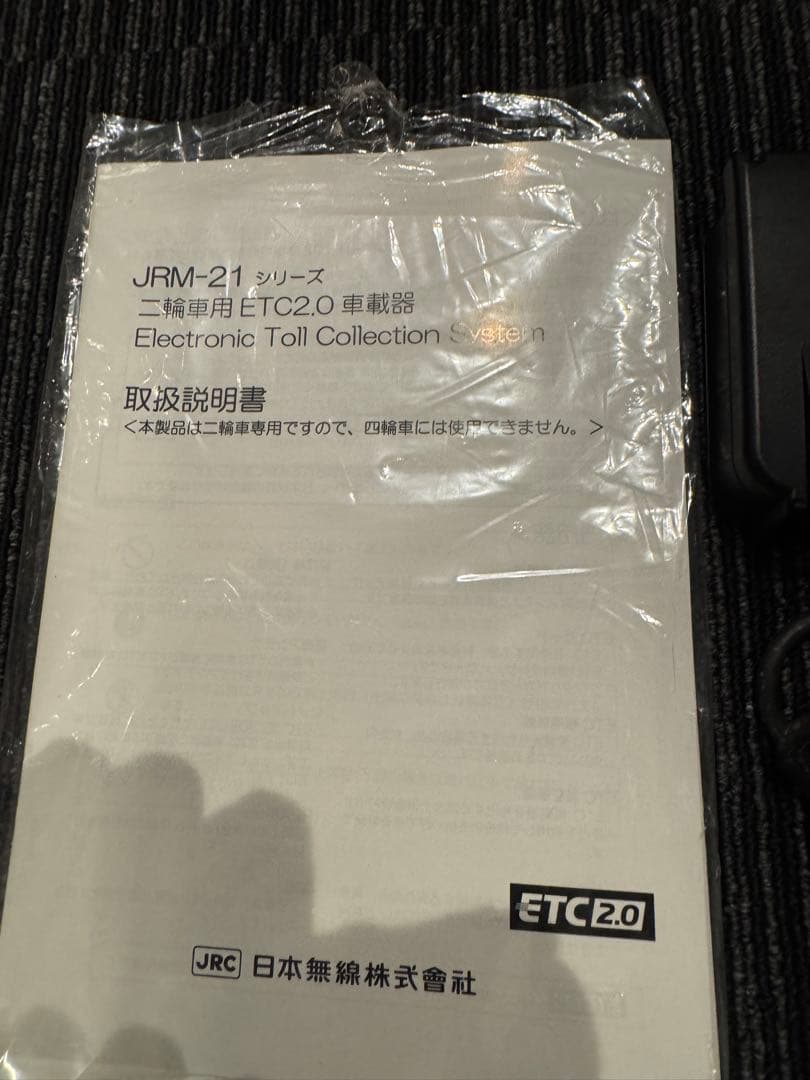 JRM-21 シリーズ
二輪車用 ETC2.0 車載器
Electronic Toll Collection System
取扱説明書
<本製品は二輪車専用ですので、四輪車には使用できません。>
ETC 2.0
JRC 日本無線株式會社